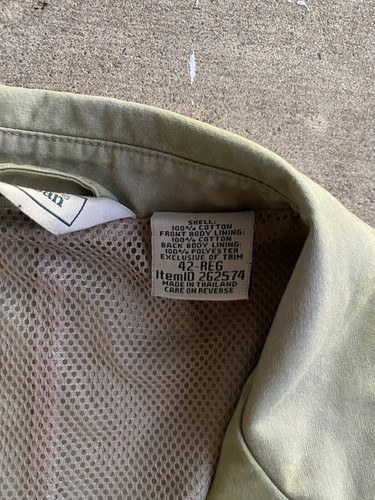 an®
SHELL:
100% COTTON
FRONT BODY LINING:
100% COTTON
BACK BODY LINING:
100% POLYESTER
EXCLUSIVE OF TRIM
42-REG
ItemID 262574
MADE IN THAILAND
CARE ON REVERSE